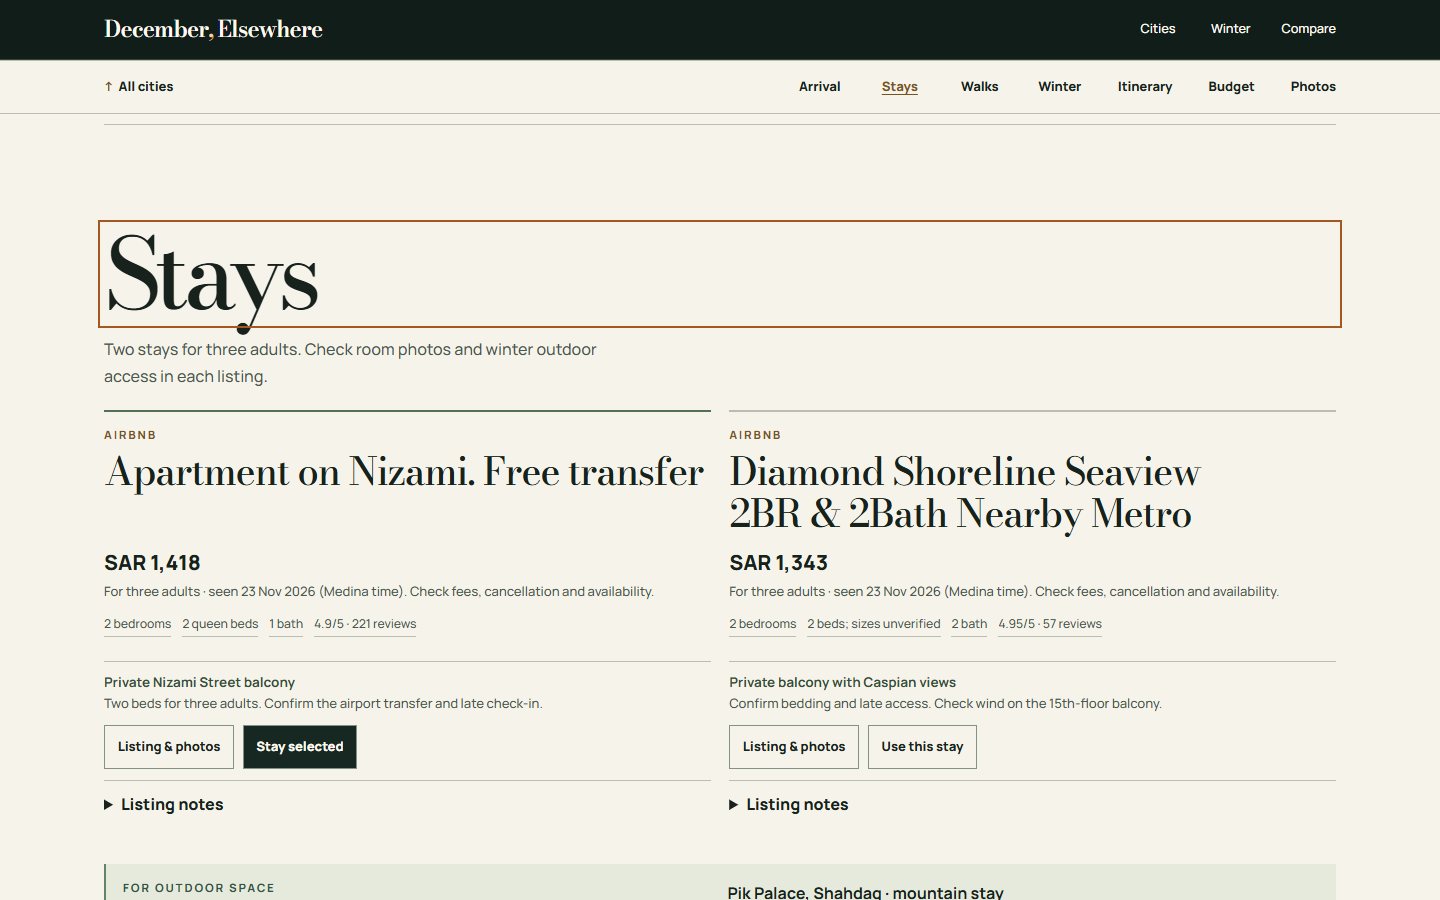 December, Elsewhere
Cities Winter Compare
↑ All cities
Arrival Stays Walks Winter Itinerary Budget Photos
Stays
Two stays for three adults. Check room photos and winter outdoor
access in each listing.
AIRBNB
Apartment on Nizami. Free transfer
SAR 1,418
For three adults · seen 23 Nov 2026 (Medina time). Check fees, cancellation and availability.
2 bedrooms 2 queen beds 1 bath 4.9/5 · 221 reviews
Private Nizami Street balcony
Two beds for three adults. Confirm the airport transfer and late check-in.
Listing & photos Stay selected
▶ Listing notes
AIRBNB
Diamond Shoreline Seaview
2BR & 2Bath Nearby Metro
SAR 1,343
For three adults · seen 23 Nov 2026 (Medina time). Check fees, cancellation and availability.
2 bedrooms 2 beds; sizes unverified 2 bath 4.95/5 · 57 reviews
Private balcony with Caspian views
Confirm bedding and late access. Check wind on the 15th-floor balcony.
Listing & photos Use this stay
▶ Listing notes
FOR OUTDOOR SPACE
Pik Palace, Shahdag · mountain stay